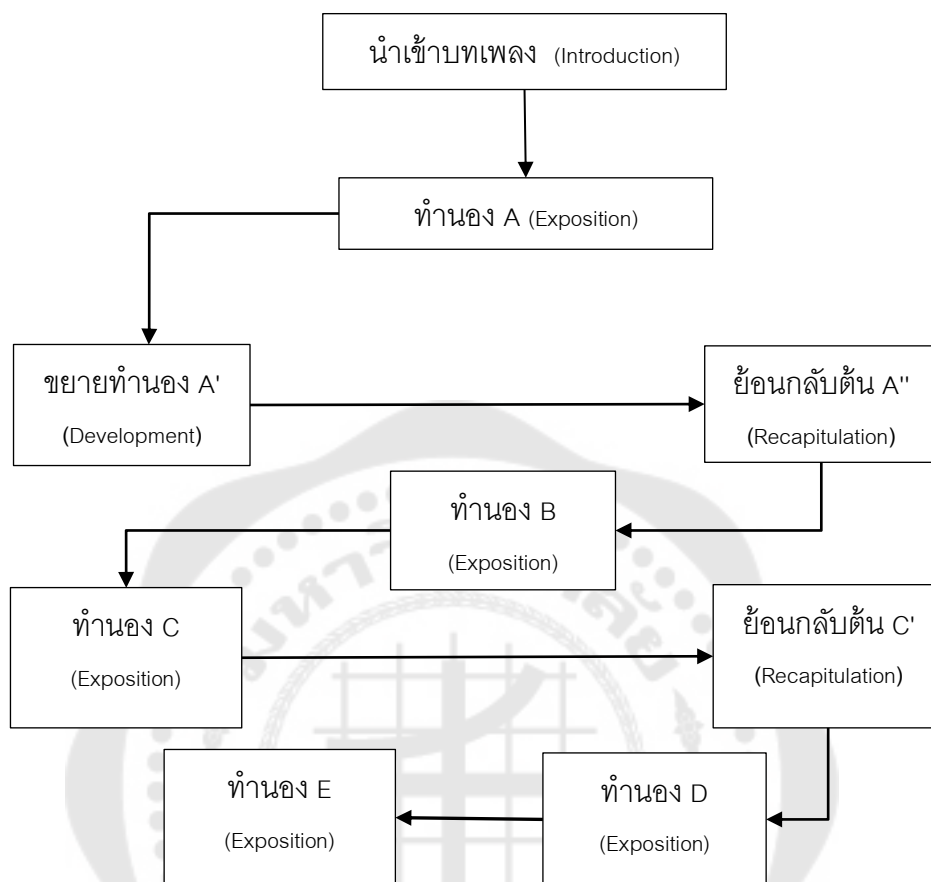 นำเข้าบทเพลง (Introduction)
ทำนอง A (Exposition)
ขยายทำนอง A'
(Development)
ย้อนกลับต้น A''
(Recapitulation)
ทำนอง B
(Exposition)
ทำนอง C
(Exposition)
ย้อนกลับต้น C'
(Recapitulation)
ทำนอง D
(Exposition)
ทำนอง E
(Exposition)